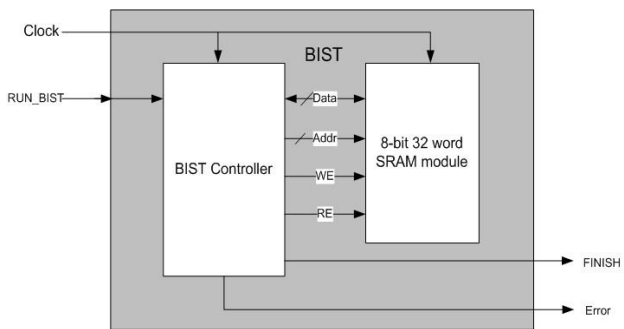 Clock
BIST
RUN_BIST
Data
Addr
8-bit 32 word
SRAM module
BIST Controller
WE
RE
FINISH
Error